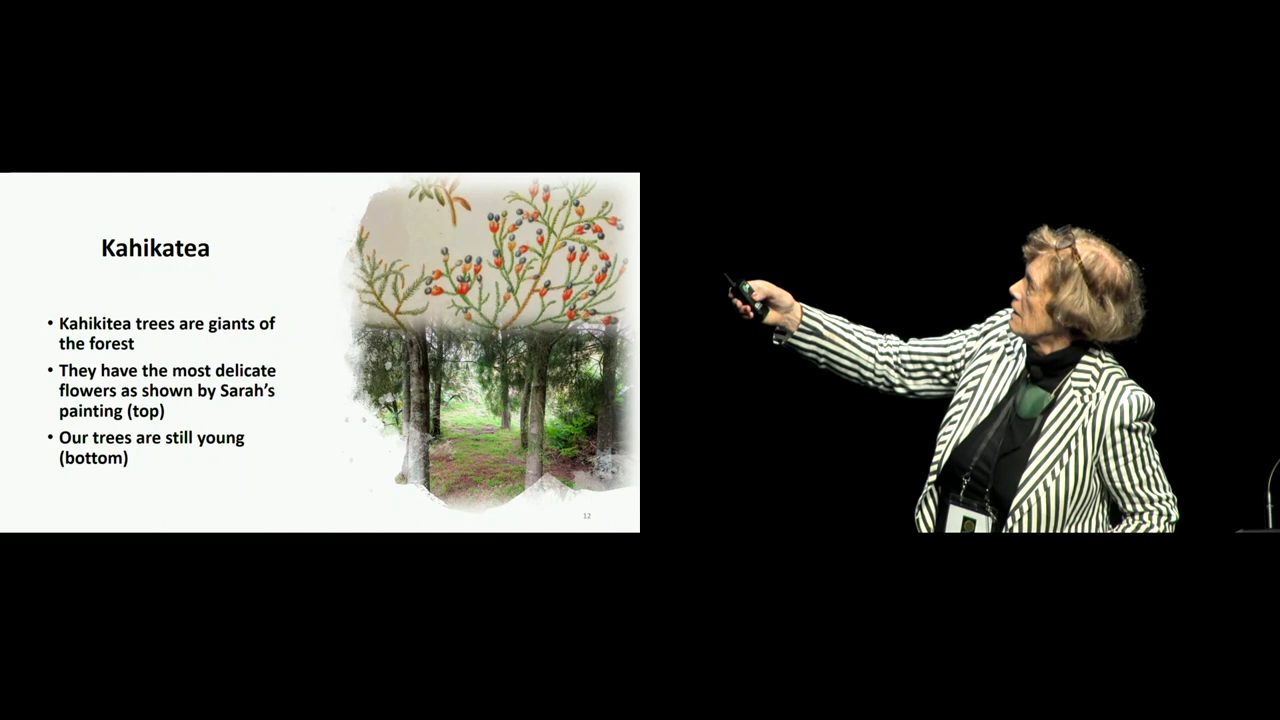 Kahikatea
• Kahikitea trees are giants of
the forest
• They have the most delicate
flowers as shown by Sarah’s
painting (top)
• Our trees are still young
(bottom)
12